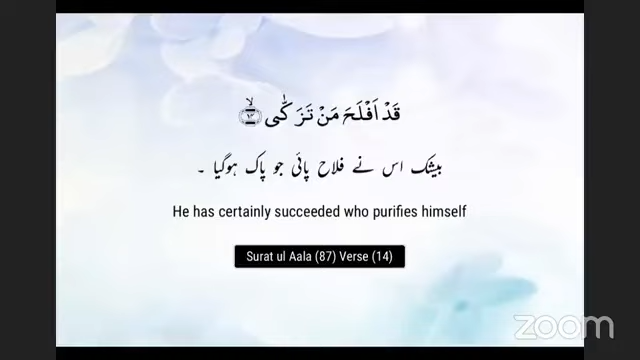 قَدْ اَفْلَحَ مَنْ تَزَكّٰى ۙ﴿۱۴﴾
بیشک اس نے فلاح پائی جو پاک ہوگیا ۔
He has certainly succeeded who purifies himself
Surat ul Aala (87) Verse (14)
zoom